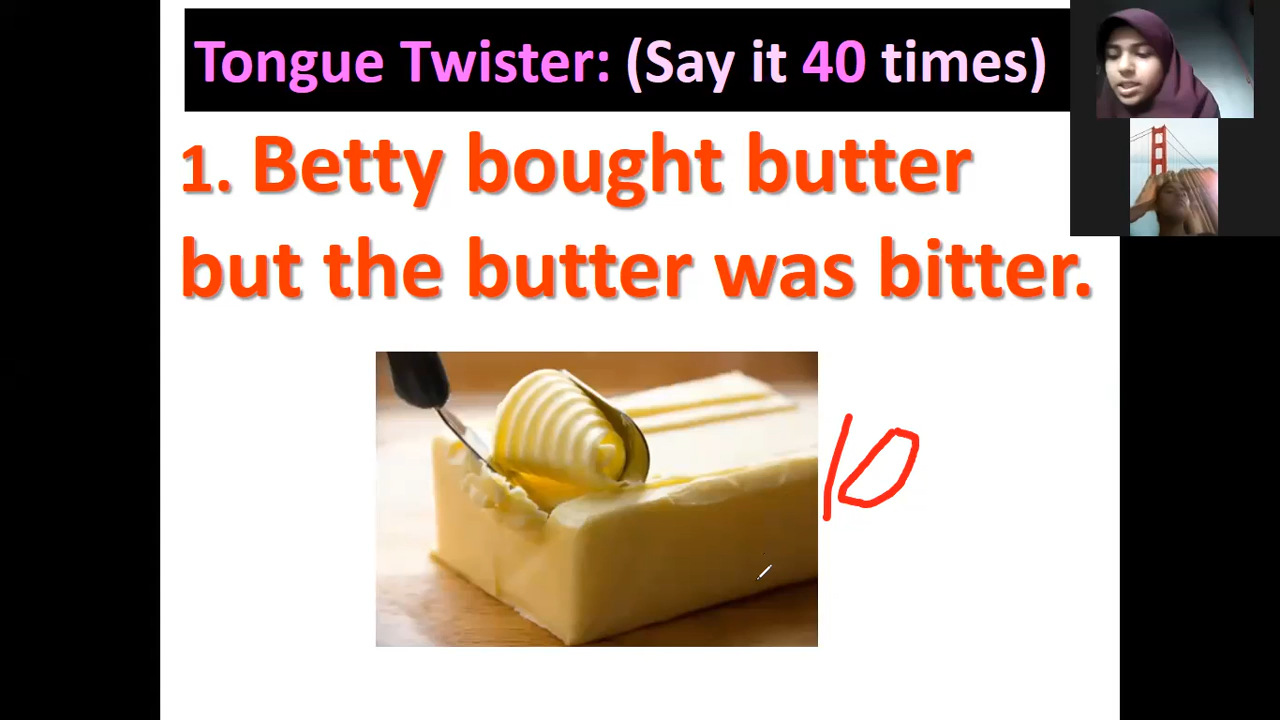 Tongue Twister: (Say it 40 times)
1. Betty bought butter
but the butter was bitter.
10